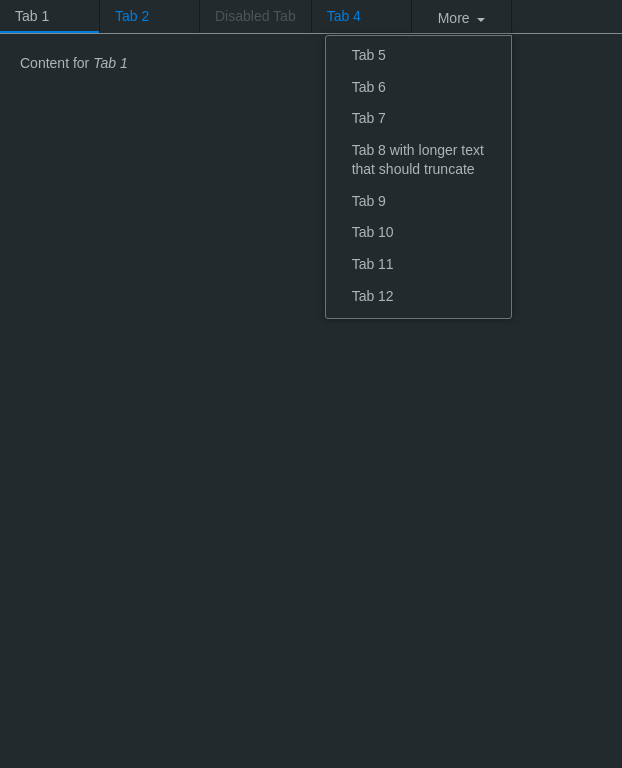 Tab 1
Tab 2
Disabled Tab
Tab 4
More
Content for Tab 1
Tab 5
Tab 6
Tab 7
Tab 8 with longer text
that should truncate
Tab 9
Tab 10
Tab 11
Tab 12